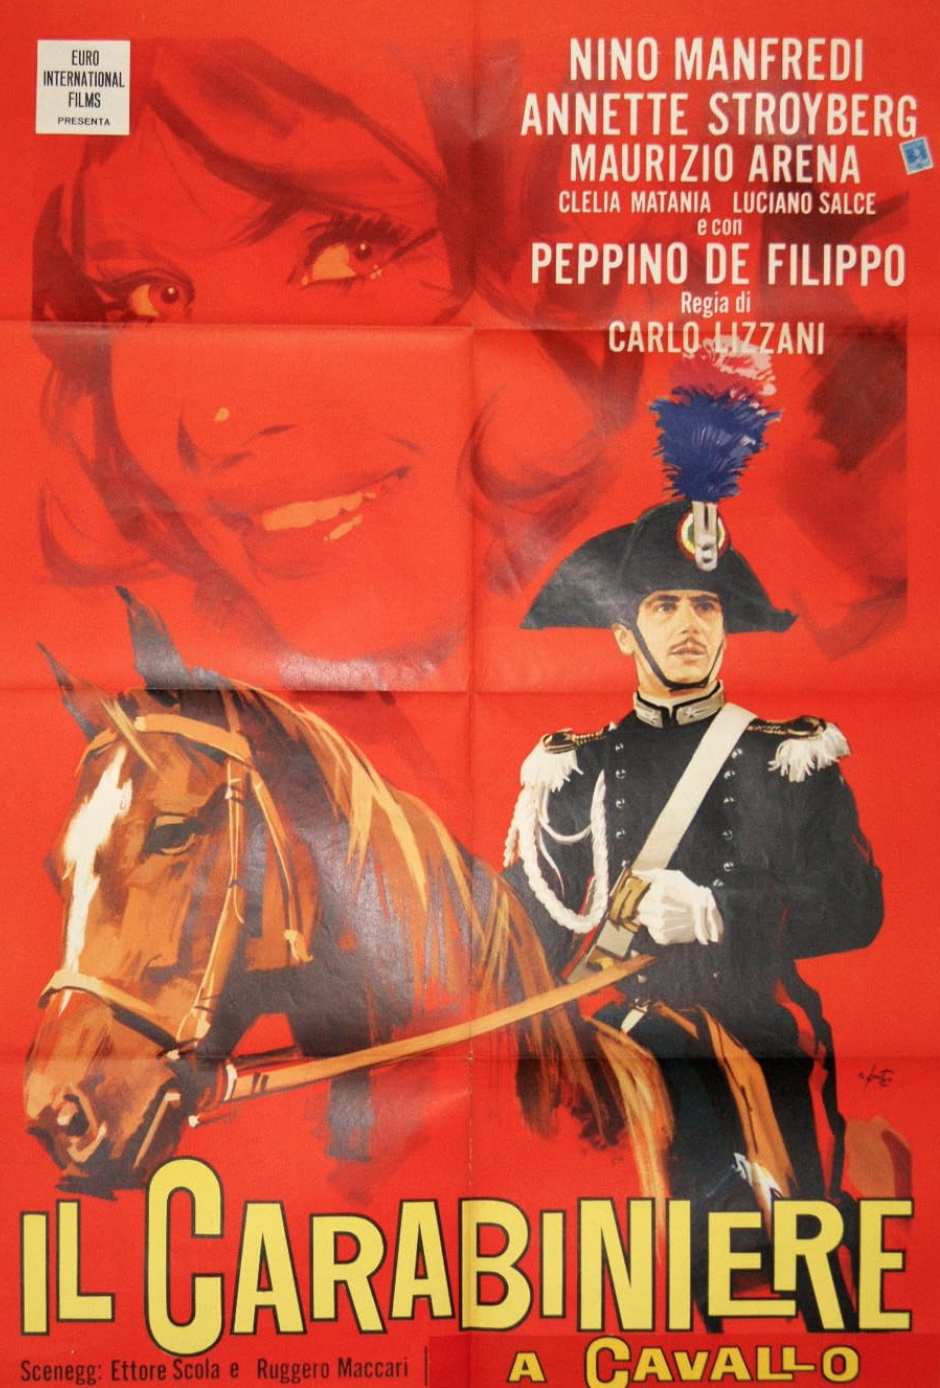 EURO
INTERNATIONAL
FILMS
PRESENTA
NINO MANFREDI
ANNETTE STROYBERG
MAURIZIO ARENA
CLELIA MATANIA LUCIANO SALCE
e con
PEPPINO DE FILIPPO
Regia di
CARLO LIZZANI
IL CARABINIERE
A CAVALLO
Scenegg: Ettore Scola e Ruggero Maccari